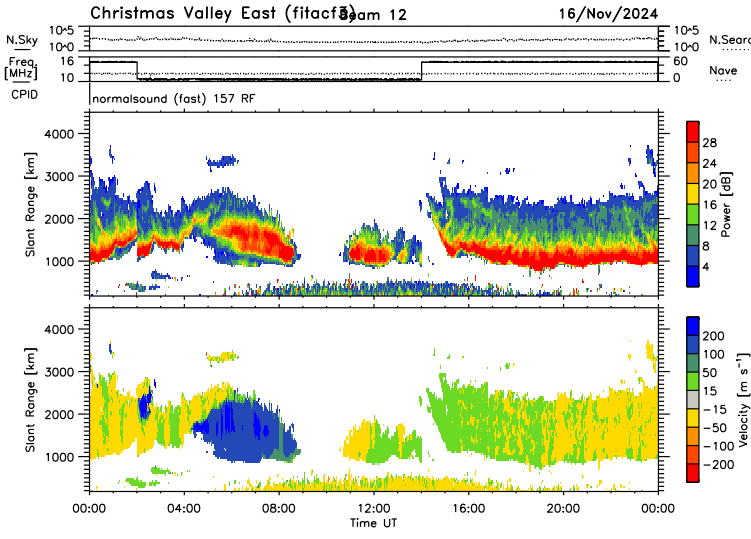 Christmas Valley East (fitacf3)
Beam 12
16/Nov/2024
N.Sky
10^5
10^0
10^5
10^0
N.Searc
Freq.
[MHz]
16
10
60
0
Nave
CPID
normalsound (fast) 157 RF
Slant Range [km]
4000
3000
2000
1000
28
24
20
16
12
8
4
Power [dB]
Slant Range [km]
4000
3000
2000
1000
200
100
50
15
−15
−50
−100
−200
Velocity [m s⁻¹]
00:00 04:00 08:00 12:00 16:00 20:00 00:00
Time UT